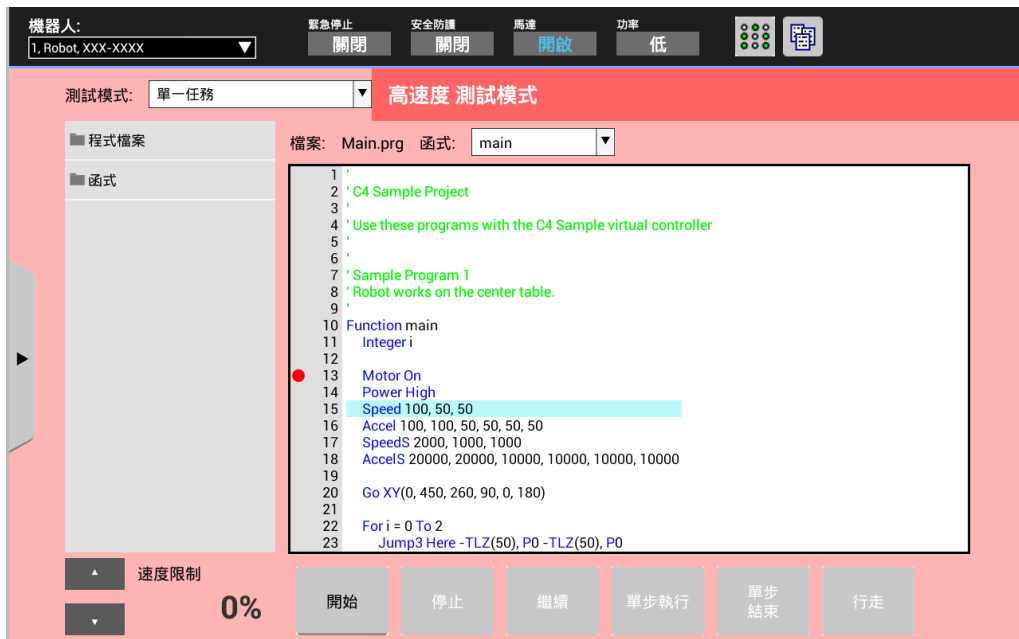 機器人:
緊急停止 安全防護 馬達 功率
1, Robot, XXX-XXXX 關閉 關閉 開啟 低
測試模式: 單一任務 高速度 測試模式
程式檔案
函式
檔案: Main.prg 函式: main
1 '
2 ' C4 Sample Project
3 '
4 ' Use these programs with the C4 Sample virtual controller
5 '
6 '
7 ' Sample Program 1
8 ' Robot works on the center table.
9 '
10 Function main
11 Integer i
12
13 Motor On
14 Power High
15 Speed 100, 50, 50
16 Accel 100, 100, 50, 50, 50, 50
17 SpeedS 2000, 1000, 1000
18 AccelS 20000, 20000, 10000, 10000, 10000, 10000
19
20 Go XY(0, 450, 260, 90, 0, 180)
21
22 For i = 0 To 2
23 Jump3 Here -TLZ(50), P0 -TLZ(50), P0
速度限制
0%
開始 停止 繼續 單步執行 單步 行走
結束